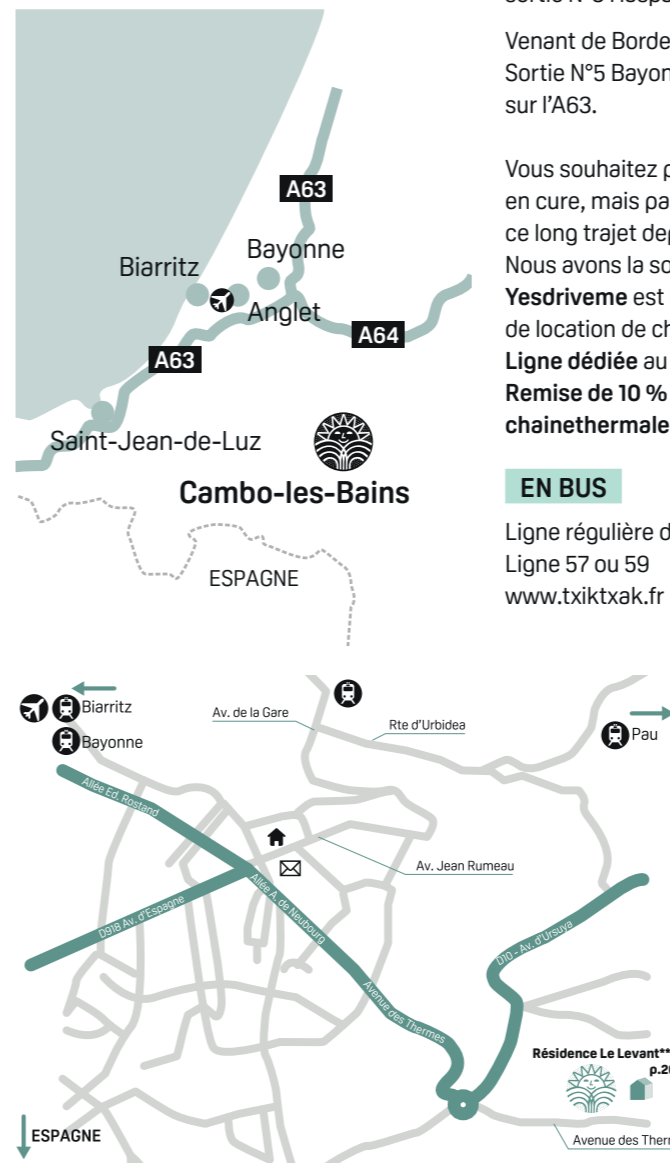 Venant de Borde
Sortie N°5 Bayon
sur l'A63.
Vous souhaitez p
en cure, mais pa
ce long trajet dep
Nous avons la so
Yesdriveme est
de location de ch
Ligne dédiée au
Remise de 10 %
chainethermale
EN BUS
Ligne régulière d
Ligne 57 ou 59
www.txiktxak.fr
A63
Bayonne
Biarritz
Anglet
A64
A63
Saint-Jean-de-Luz
Cambo-les-Bains
ESPAGNE
Biarritz
Bayonne
Av. de la Gare
Rte d'Urbidea
Pau
Allée Ed. Rostand
Av. Jean Rumeau
D918 Av. d'Espagne
Allée A. de Neubourg
D10 - Av. d'Ursuya
Avenue des Thermes
Résidence Le Levant**
p.2
ESPAGNE
Avenue des Ther